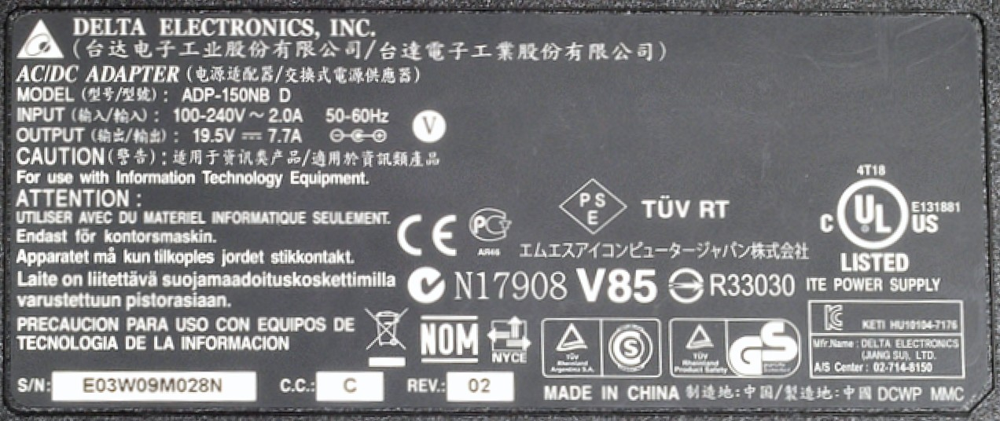 DELTA ELECTRONICS, INC.
(台达电子工业股份有限公司/台達電子工業股份有限公司)
AC/DC ADAPTER (电源适配器/交換式電源供應器)
MODEL (型号/型號) : ADP-150NB D
INPUT (输入/輸入) : 100-240V ~ 2.0A 50-60Hz
OUTPUT (输出/輸出) : 19.5V ⎓ 7.7A
V
CAUTION (警告) : 适用于资讯类产品/適用於資訊類產品
For use with Information Technology Equipment.
ATTENTION :
UTILISER AVEC DU MATERIEL INFORMATIQUE SEULEMENT.
Endast för kontorsmaskin.
Apparatet må kun tilkoples jordet stikkontakt.
Laite on liitettävä suojamaadoituskoskettimilla
varustettuun pistorasiaan.
PRECAUCION PARA USO CON EQUIPOS DE
TECNOLOGIA DE LA INFORMACION
CE
PCT
AR46
PS
E
TÜV RT
エムエスアイコンピュータージャパン株式会社
4T18
C UL US
E131881
LISTED
ITE POWER SUPPLY
N17908 V85 R33030
NOM
NYCE
TÜV
Rheinland
Argentina S.A.
S
TÜV
Rheinland
Product Safety
GS
KETI HU10104-7176
Mfr.Name : DELTA ELECTRONICS
(JIANG SU), LTD.
A/S Center : 02-714-8150
S/N: E03W09M028N C.C.: C REV.: 02
MADE IN CHINA 制造地:中国/製造地:中國 DCWP MMC